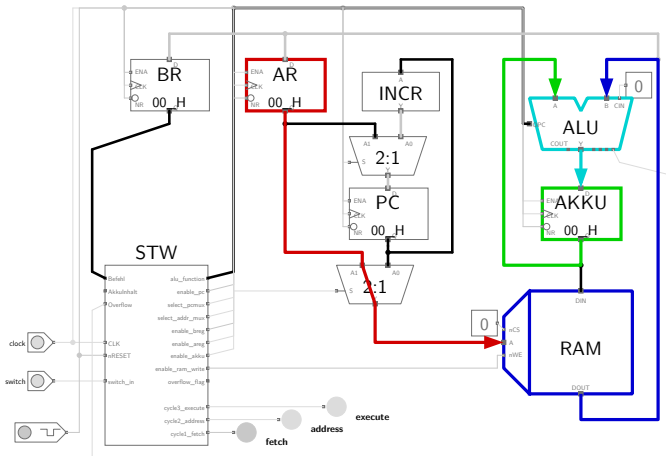 BR
D
ENA
CLK
NR
00_H
AR
D
ENA
CLK
NR
00_H
INCR
A
Y
A1
A0
2:1
S
Y
PC
D
ENA
CLK
NR
00_H
A1
A0
2:1
S
Y
A
B
CIN
0
OPC
ALU
COUT
Y
AKKU
D
ENA
CLK
NR
00_H
STW
Befehl
AkkuInhalt
Overflow
CLK
nRESET
switch_in
alu_function
enable_pc
select_pcmux
select_addr_mux
enable_breg
enable_areg
enable_akku
enable_ram_write
overflow_flag
cycle3_execute
cycle2_address
cycle1_fetch
clock
switch
execute
address
fetch
0
nCS
A
nWE
DIN
RAM
DOUT